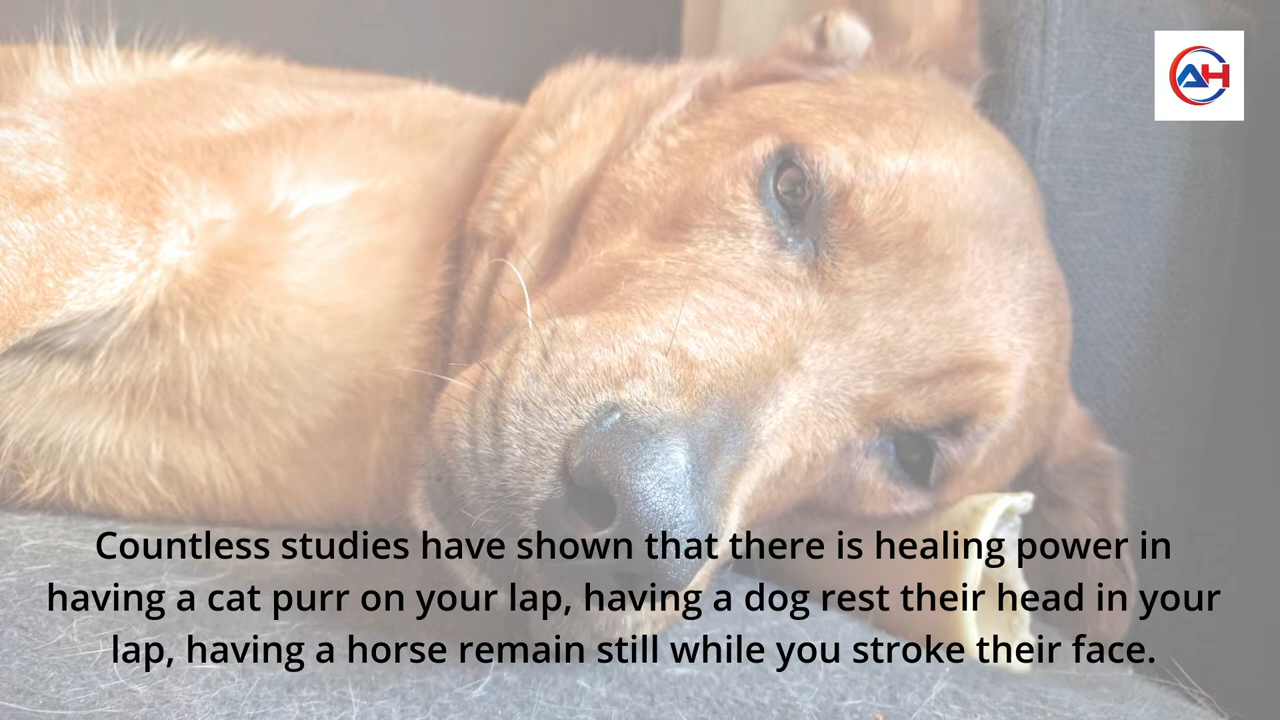 AH
Countless studies have shown that there is healing power in
having a cat purr on your lap, having a dog rest their head in your
lap, having a horse remain still while you stroke their face.